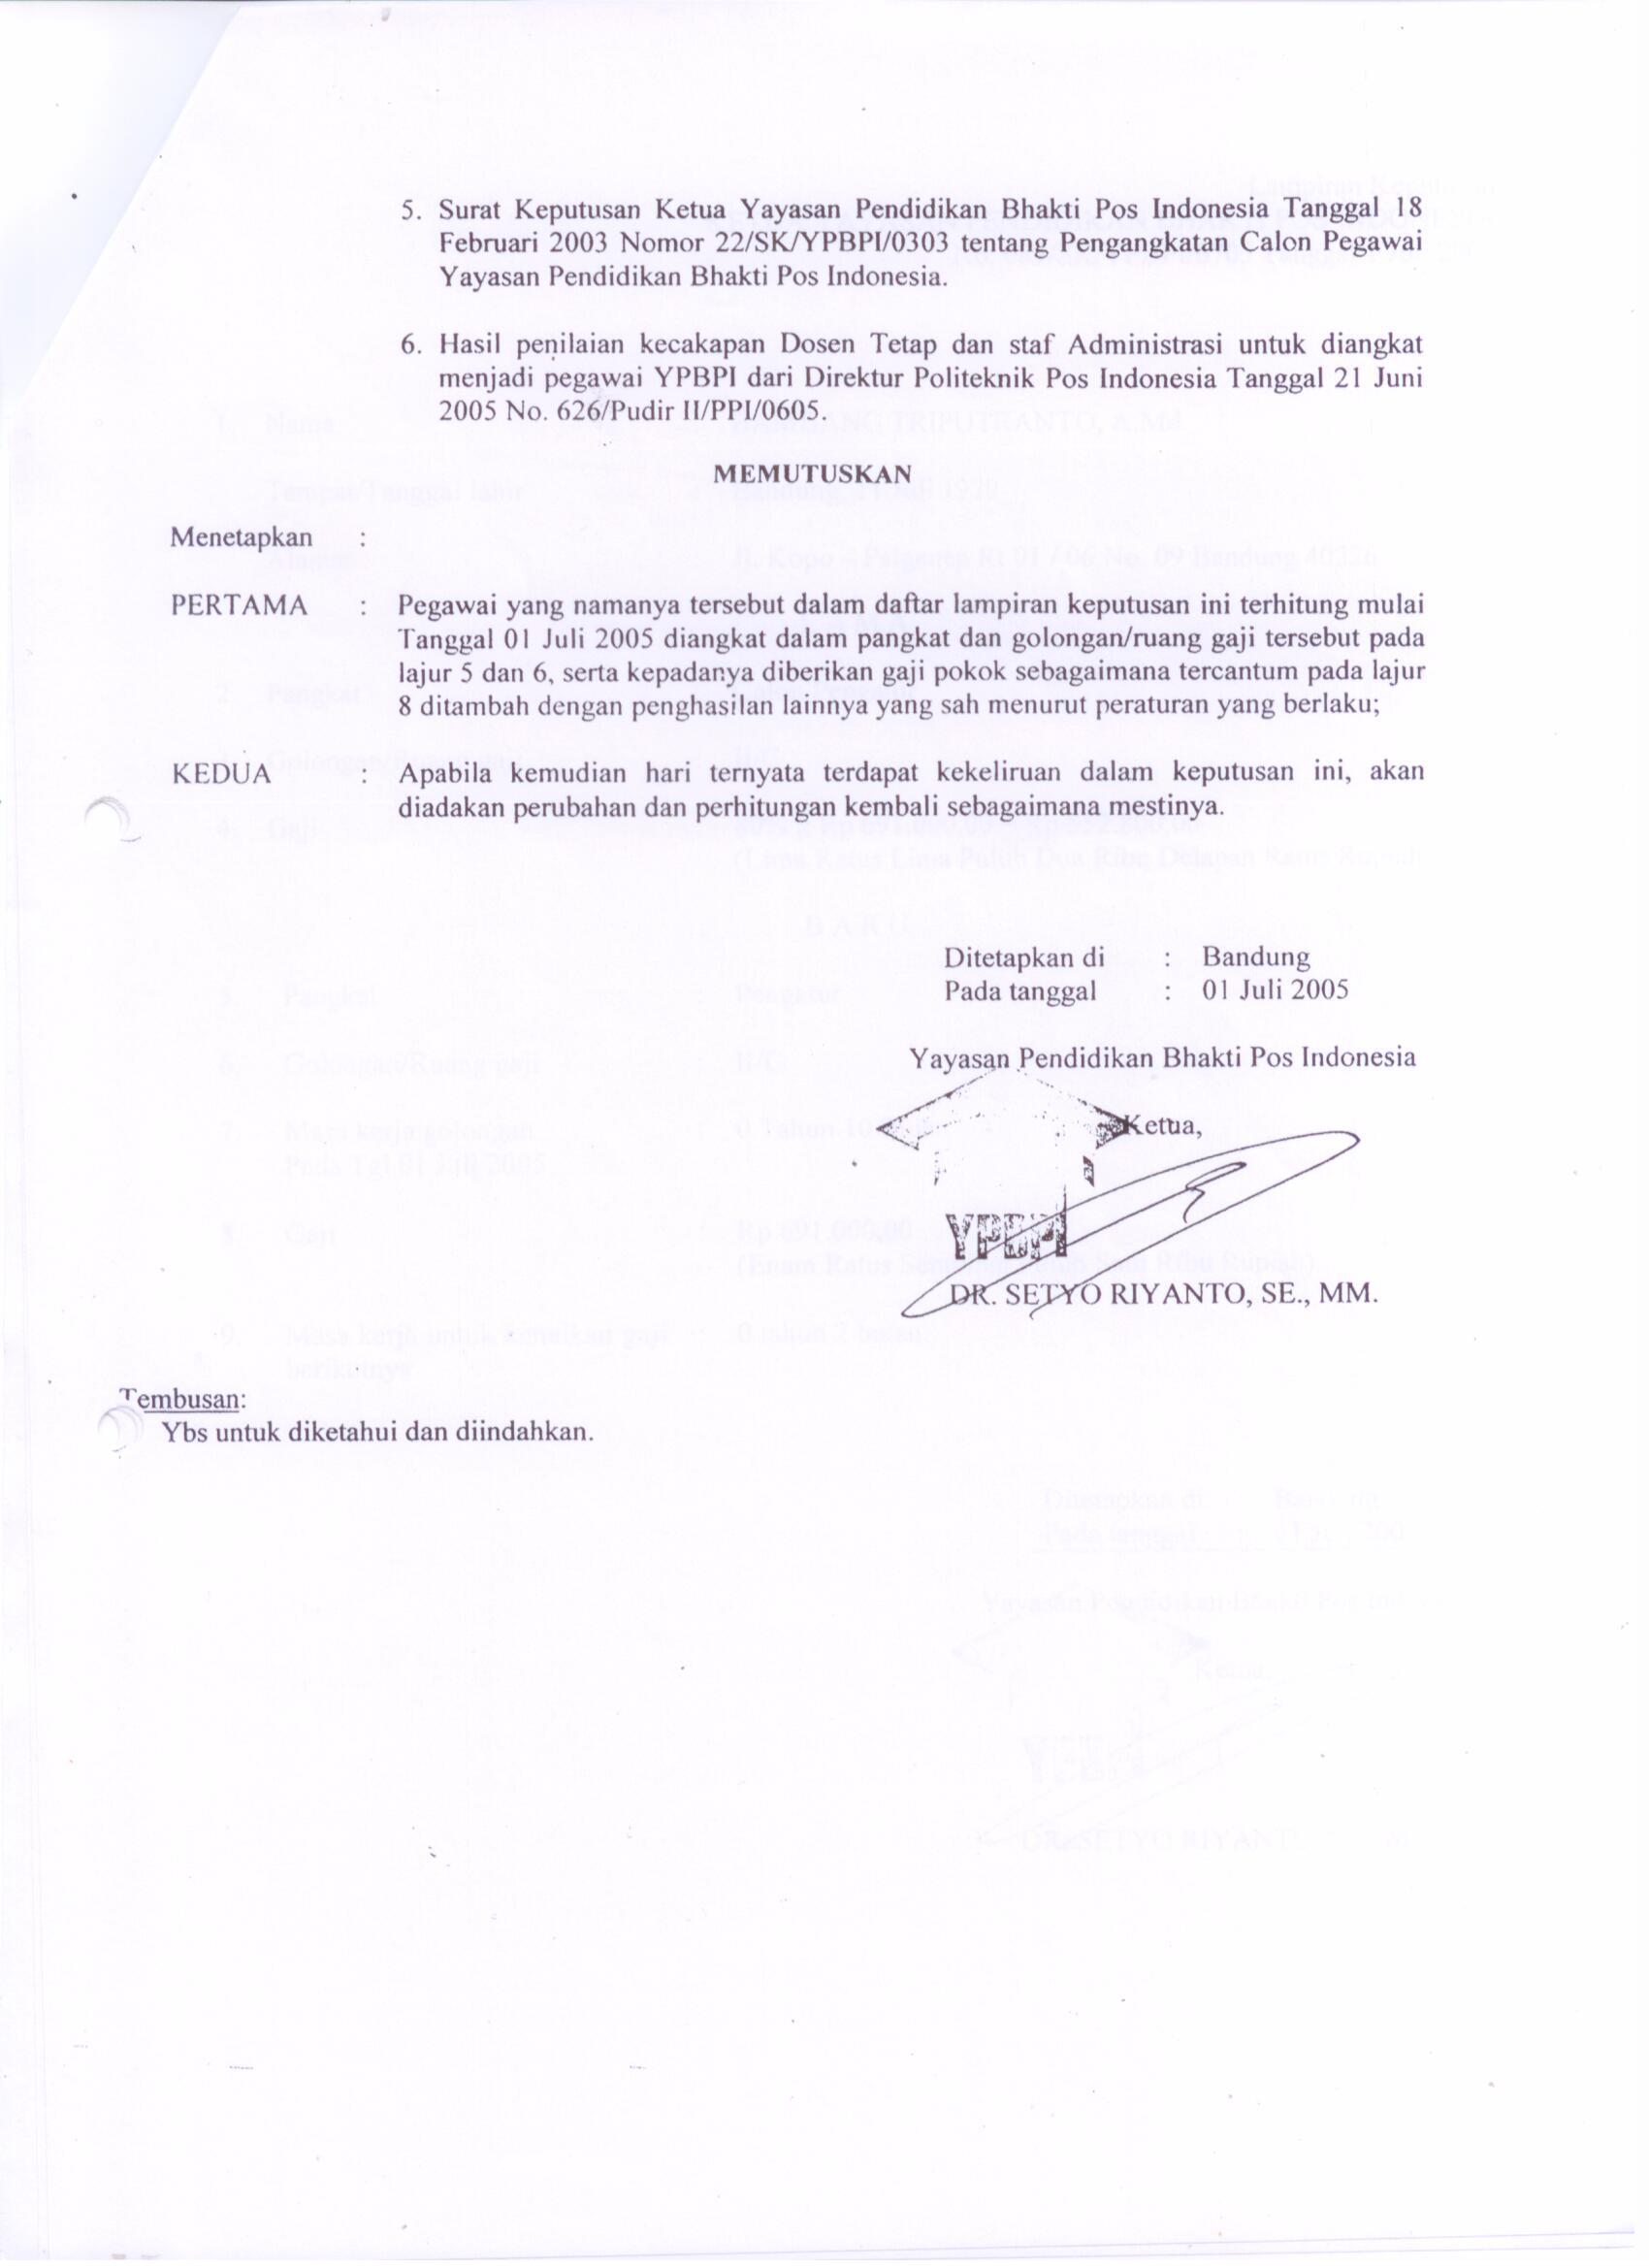 5. Surat Keputusan Ketua Yayasan Pendidikan Bhakti Pos Indonesia Tanggal 18
Februari 2003 Nomor 22/SK/YPBPI/0303 tentang Pengangkatan Calon Pegawai
Yayasan Pendidikan Bhakti Pos Indonesia.
6. Hasil penilaian kecakapan Dosen Tetap dan staf Administrasi untuk diangkat
menjadi pegawai YPBPI dari Direktur Politeknik Pos Indonesia Tanggal 21 Juni
2005 No. 626/Pudir II/PPI/0605.
MEMUTUSKAN
Menetapkan :
PERTAMA : Pegawai yang namanya tersebut dalam daftar lampiran keputusan ini terhitung mulai
Tanggal 01 Juli 2005 diangkat dalam pangkat dan golongan/ruang gaji tersebut pada
lajur 5 dan 6, serta kepadanya diberikan gaji pokok sebagaimana tercantum pada lajur
8 ditambah dengan penghasilan lainnya yang sah menurut peraturan yang berlaku;
KEDUA : Apabila kemudian hari ternyata terdapat kekeliruan dalam keputusan ini, akan
diadakan perubahan dan perhitungan kembali sebagaimana mestinya.
Ditetapkan di : Bandung
Pada tanggal : 01 Juli 2005
Yayasan Pendidikan Bhakti Pos Indonesia
Ketua,
YPBPI
DR. SETYO RIYANTO, SE., MM.
Tembusan:
Ybs untuk diketahui dan diindahkan.